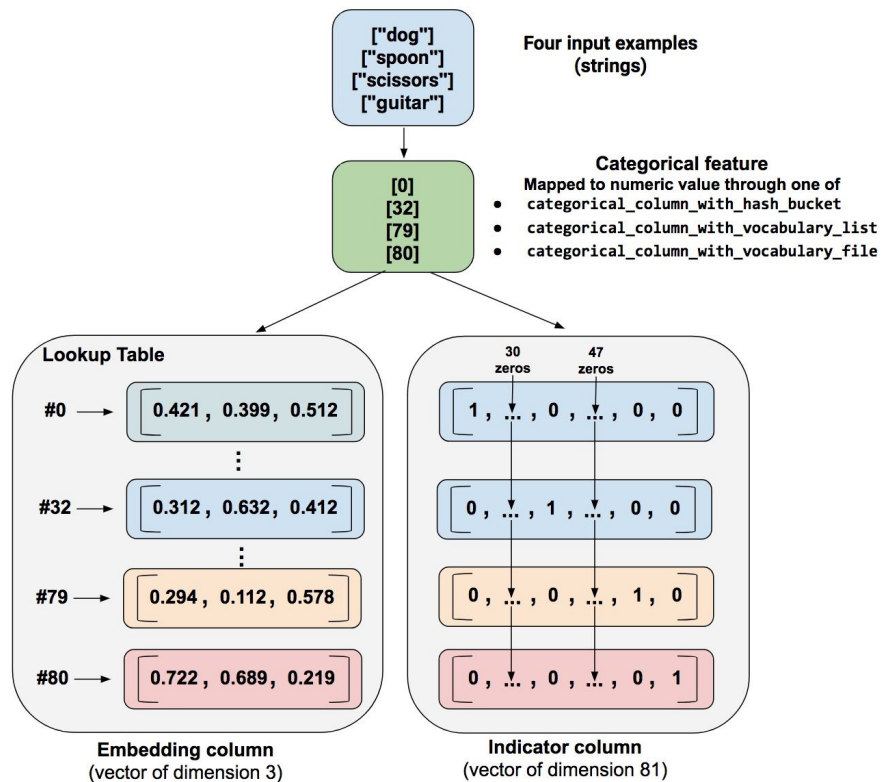 ["dog"]
["spoon"]
["scissors"]
["guitar"]
Four input examples
(strings)
[0]
[32]
[79]
[80]
Categorical feature
Mapped to numeric value through one of
● categorical_column_with_hash_bucket
● categorical_column_with_vocabulary_list
● categorical_column_with_vocabulary_file
Lookup Table
#0
[0.421 , 0.399 , 0.512]
⋮
#32
[0.312 , 0.632 , 0.412]
⋮
#79
[0.294 , 0.112 , 0.578]
#80
[0.722 , 0.689 , 0.219]
Embedding column
(vector of dimension 3)
30
zeros
47
zeros
[1 , ... , 0 , ... , 0 , 0]
[0 , ... , 1 , ... , 0 , 0]
[0 , ... , 0 , ... , 1 , 0]
[0 , ... , 0 , ... , 0 , 1]
Indicator column
(vector of dimension 81)